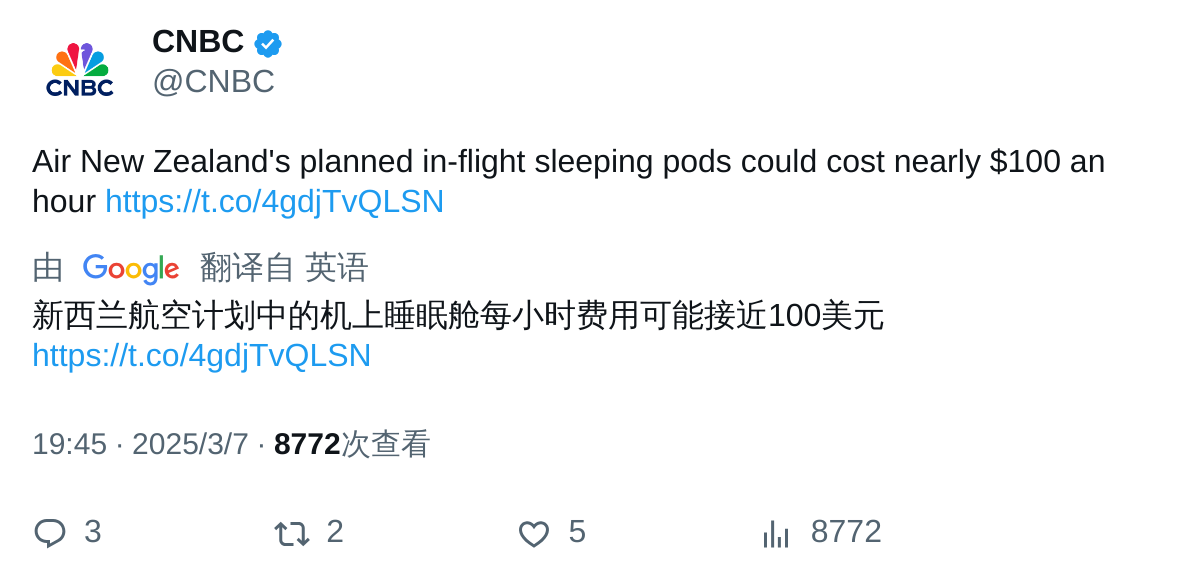 CNBC
CNBC
@CNBC
Air New Zealand's planned in-flight sleeping pods could cost nearly $100 an
hour https://t.co/4gdjTvQLSN
由 Google 翻译自 英语
新西兰航空计划中的机上睡眠舱每小时费用可能接近100美元
https://t.co/4gdjTvQLSN
19:45 · 2025/3/7 · 8772次查看
3 2 5 8772